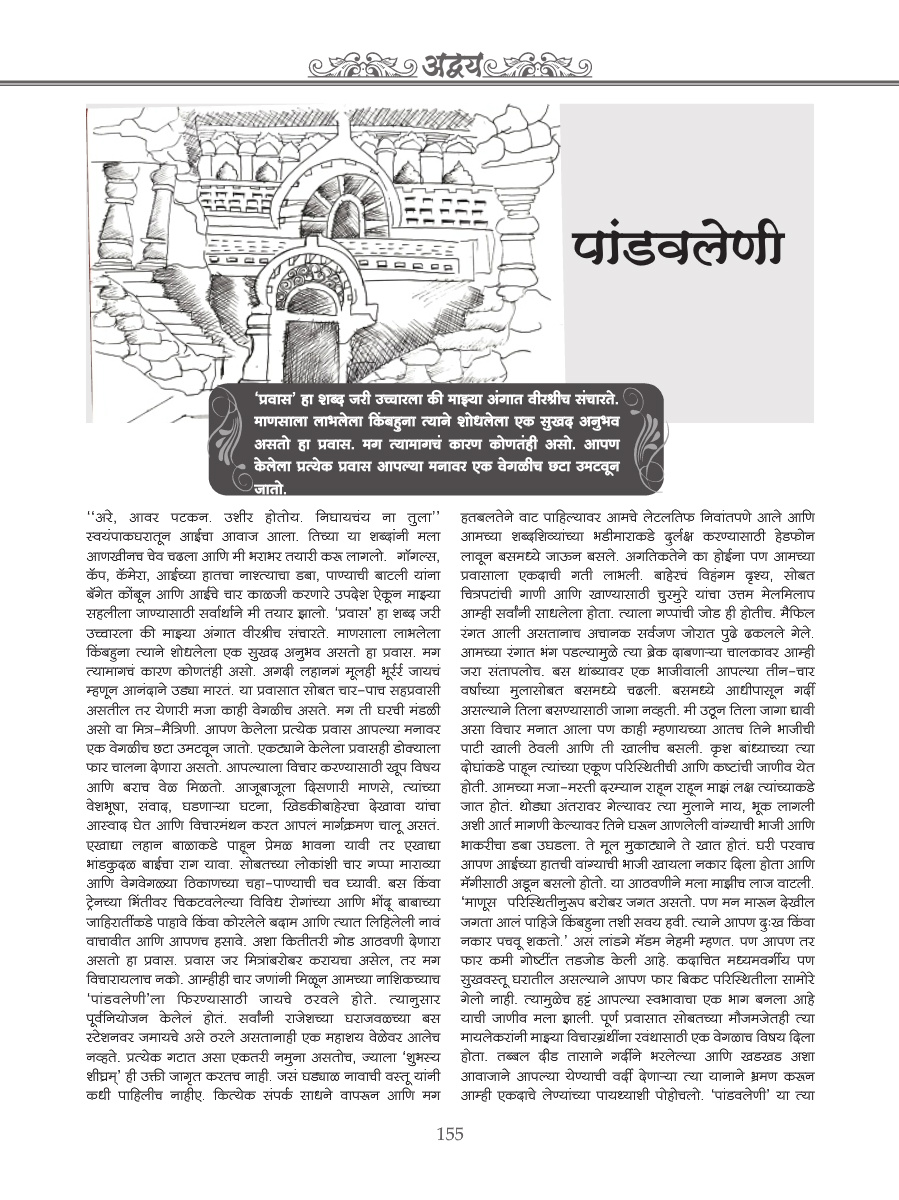 अद्वय
पांडवलेणी
‘प्रवास’ हा शब्द जरी उच्चारला की माझ्या अंगात वीरश्रीच संचारते.
माणसाला लाभलेला किंबहुना त्याने शोधलेला एक सुखद अनुभव
असतो हा प्रवास. मग त्यामागचं कारण कोणतंही असो. आपण
केलेला प्रत्येक प्रवास आपल्या मनावर एक वेगळीच छटा उमटवून
जातो.
‘‘अरे, आवर पटकन. उशीर होतोय. निघायचंय ना तुला’’
स्वयंपाकघरातून आईचा आवाज आला. तिच्या या शब्दांनी मला
आणखीनच चेव चढला आणि मी भराभर तयारी करू लागलो. गॉगल्स,
कॅप, कॅमेरा, आईच्या हातचा नाश्त्याचा डबा, पाण्याची बाटली यांना
बॅगेत कोंबून आणि आईचे चार काळजी करणारे उपदेश ऐकून माझ्या
सहलीला जाण्यासाठी सर्वार्थाने मी तयार झालो. ‘प्रवास’ हा शब्द जरी
उच्चारला की माझ्या अंगात वीरश्रीच संचारते. माणसाला लाभलेला
किंबहुना त्याने शोधलेला एक सुखद अनुभव असतो हा प्रवास. मग
त्यामागचं कारण कोणतंही असो. अगदी लहानगं मूलही भूर्रर्र जायचं
म्हणून आनंदाने उड्या मारतं. या प्रवासात सोबत चार-पाच सहप्रवासी
असतील तर येणारी मजा काही वेगळीच असते. मग ती घरची मंडळी
असो वा मित्र-मैत्रिणी. आपण केलेला प्रत्येक प्रवास आपल्या मनावर
एक वेगळीच छटा उमटवून जातो. एकट्याने केलेला प्रवासही डोक्याला
फार चालना देणारा असतो. आपल्याला विचार करण्यासाठी खूप विषय
आणि बराच वेळ मिळतो. आजूबाजूला दिसणारी माणसे, त्यांच्या
वेशभूषा, संवाद, घडणाऱ्या घटना, खिडकीबाहेरचा देखावा यांचा
आस्वाद घेत आणि विचारमंथन करत आपलं मार्गक्रमण चालू असतं.
एखाद्या लहान बाळाकडे पाहून प्रेमळ भावना यावी तर एखाद्या
भांडकुदळ बाईचा राग यावा. सोबतच्या लोकांशी चार गप्पा माराव्या
आणि वेगवेगळ्या ठिकाणच्या चहा-पाण्याची चव घ्यावी. बस किंवा
ट्रेनच्या भिंतीवर चिकटवलेल्या विविध रोगांच्या आणि भोंदू बाबाच्या
जाहिरातींकडे पाहावे किंवा कोरलेले बदाम आणि त्यात लिहिलेली नावं
वाचावीत आणि आपणच हसावे. अशा कितीतरी गोड आठवणी देणारा
असतो हा प्रवास. प्रवास जर मित्रांबरोबर करायचा असेल, तर मग
विचारायलाच नको. आम्हीही चार जणांनी मिळून आमच्या नाशिकच्याच
‘पांडवलेणी’ला फिरण्यासाठी जायचे ठरवले होते. त्यानुसार
पूर्वनियोजन केलेलं होतं. सर्वांनी राजेशच्या घराजवळच्या बस
स्टेशनवर जमायचे असे ठरले असतानाही एक महाशय वेळेवर आलेच
नव्हते. प्रत्येक गटात असा एकतरी नमुना असतोच, ज्याला ‘शुभस्य
शीघ्रम्’ ही उक्ती जागृत करतच नाही. जसं घड्याळ नावाची वस्तू यांनी
कधी पाहिलीच नाहीए. कित्येक संपर्क साधने वापरून आणि मग
हतबलतेने वाट पाहिल्यावर आमचे लेटलतिफ निवांतपणे आले आणि
आमच्या शब्दशिव्यांच्या भडीमाराकडे दुर्लक्ष करण्यासाठी हेडफोन
लावून बसमध्ये जाऊन बसले. अगतिकतेने का होईना पण आमच्या
प्रवासाला एकदाची गती लाभली. बाहेरचं विहंगम दृश्य, सोबत
चित्रपटांची गाणी आणि खाण्यासाठी चुरमुरे यांचा उत्तम मेलमिलाप
आम्ही सर्वांनी साधलेला होता. त्याला गप्पांची जोड ही होतीच. मैफिल
रंगत आली असतानाच अचानक सर्वजण जोरात पुढे ढकलले गेले.
आमच्या रंगात भंग पडल्यामुळे त्या ब्रेक दाबणाऱ्या चालकावर आम्ही
जरा संतापलोच. बस थांब्यावर एक भाजीवाली आपल्या तीन-चार
वर्षाच्या मुलासोबत बसमध्ये चढली. बसमध्ये आधीपासून गर्दी
असल्याने तिला बसण्यासाठी जागा नव्हती. मी उठून तिला जागा द्यावी
असा विचार मनात आला पण काही म्हणायच्या आतच तिने भाजीची
पाटी खाली ठेवली आणि ती खालीच बसली. कृश बांध्याच्या त्या
दोघांकडे पाहून त्यांच्या एकूण परिस्थितीची आणि कष्टांची जाणीव येत
होती. आमच्या मजा-मस्ती दरम्यान राहून राहून माझं लक्ष त्यांच्याकडे
जात होतं. थोड्या अंतरावर गेल्यावर त्या मुलाने माय, भूक लागली
अशी आर्त मागणी केल्यावर तिने घरून आणलेली वांग्याची भाजी आणि
भाकरीचा डबा उघडला. ते मूल मुकाट्याने ते खात होतं. घरी परवाच
आपण आईच्या हातची वांग्याची भाजी खायला नकार दिला होता आणि
मॅगीसाठी अडून बसलो होतो. या आठवणीने मला माझीच लाज वाटली.
‘माणूस परिस्थितीनुरूप बरोबर जगत असतो. पण मन मारून देखील
जगता आलं पाहिजे किंबहुना तशी सवय हवी. त्याने आपण दुःख किंवा
नकार पचवू शकतो.’ असं लांडगे मॅडम नेहमी म्हणत. पण आपण तर
फार कमी गोष्टींत तडजोड केली आहे. कदाचित मध्यमवर्गीय पण
सुखवस्तू घरातील असल्याने आपण फार बिकट परिस्थितीला सामोरे
गेलो नाही. त्यामुळेच हट्टं आपल्या स्वभावाचा एक भाग बनला आहे
याची जाणीव मला झाली. पूर्ण प्रवासात सोबतच्या मौजमजेतही त्या
मायलेकरांनी माझ्या विचारग्रंथींना रवंथासाठी एक वेगळाच विषय दिला
होता. तब्बल दीड तासाने गर्दीने भरलेल्या आणि खडखड अशा
आवाजाने आपल्या येण्याची वर्दी देणाऱ्या त्या यानाने भ्रमण करून
आम्ही एकदाचे लेण्यांच्या पायथ्याशी पोहोचलो. ‘पांडवलेणी’ या त्या
155